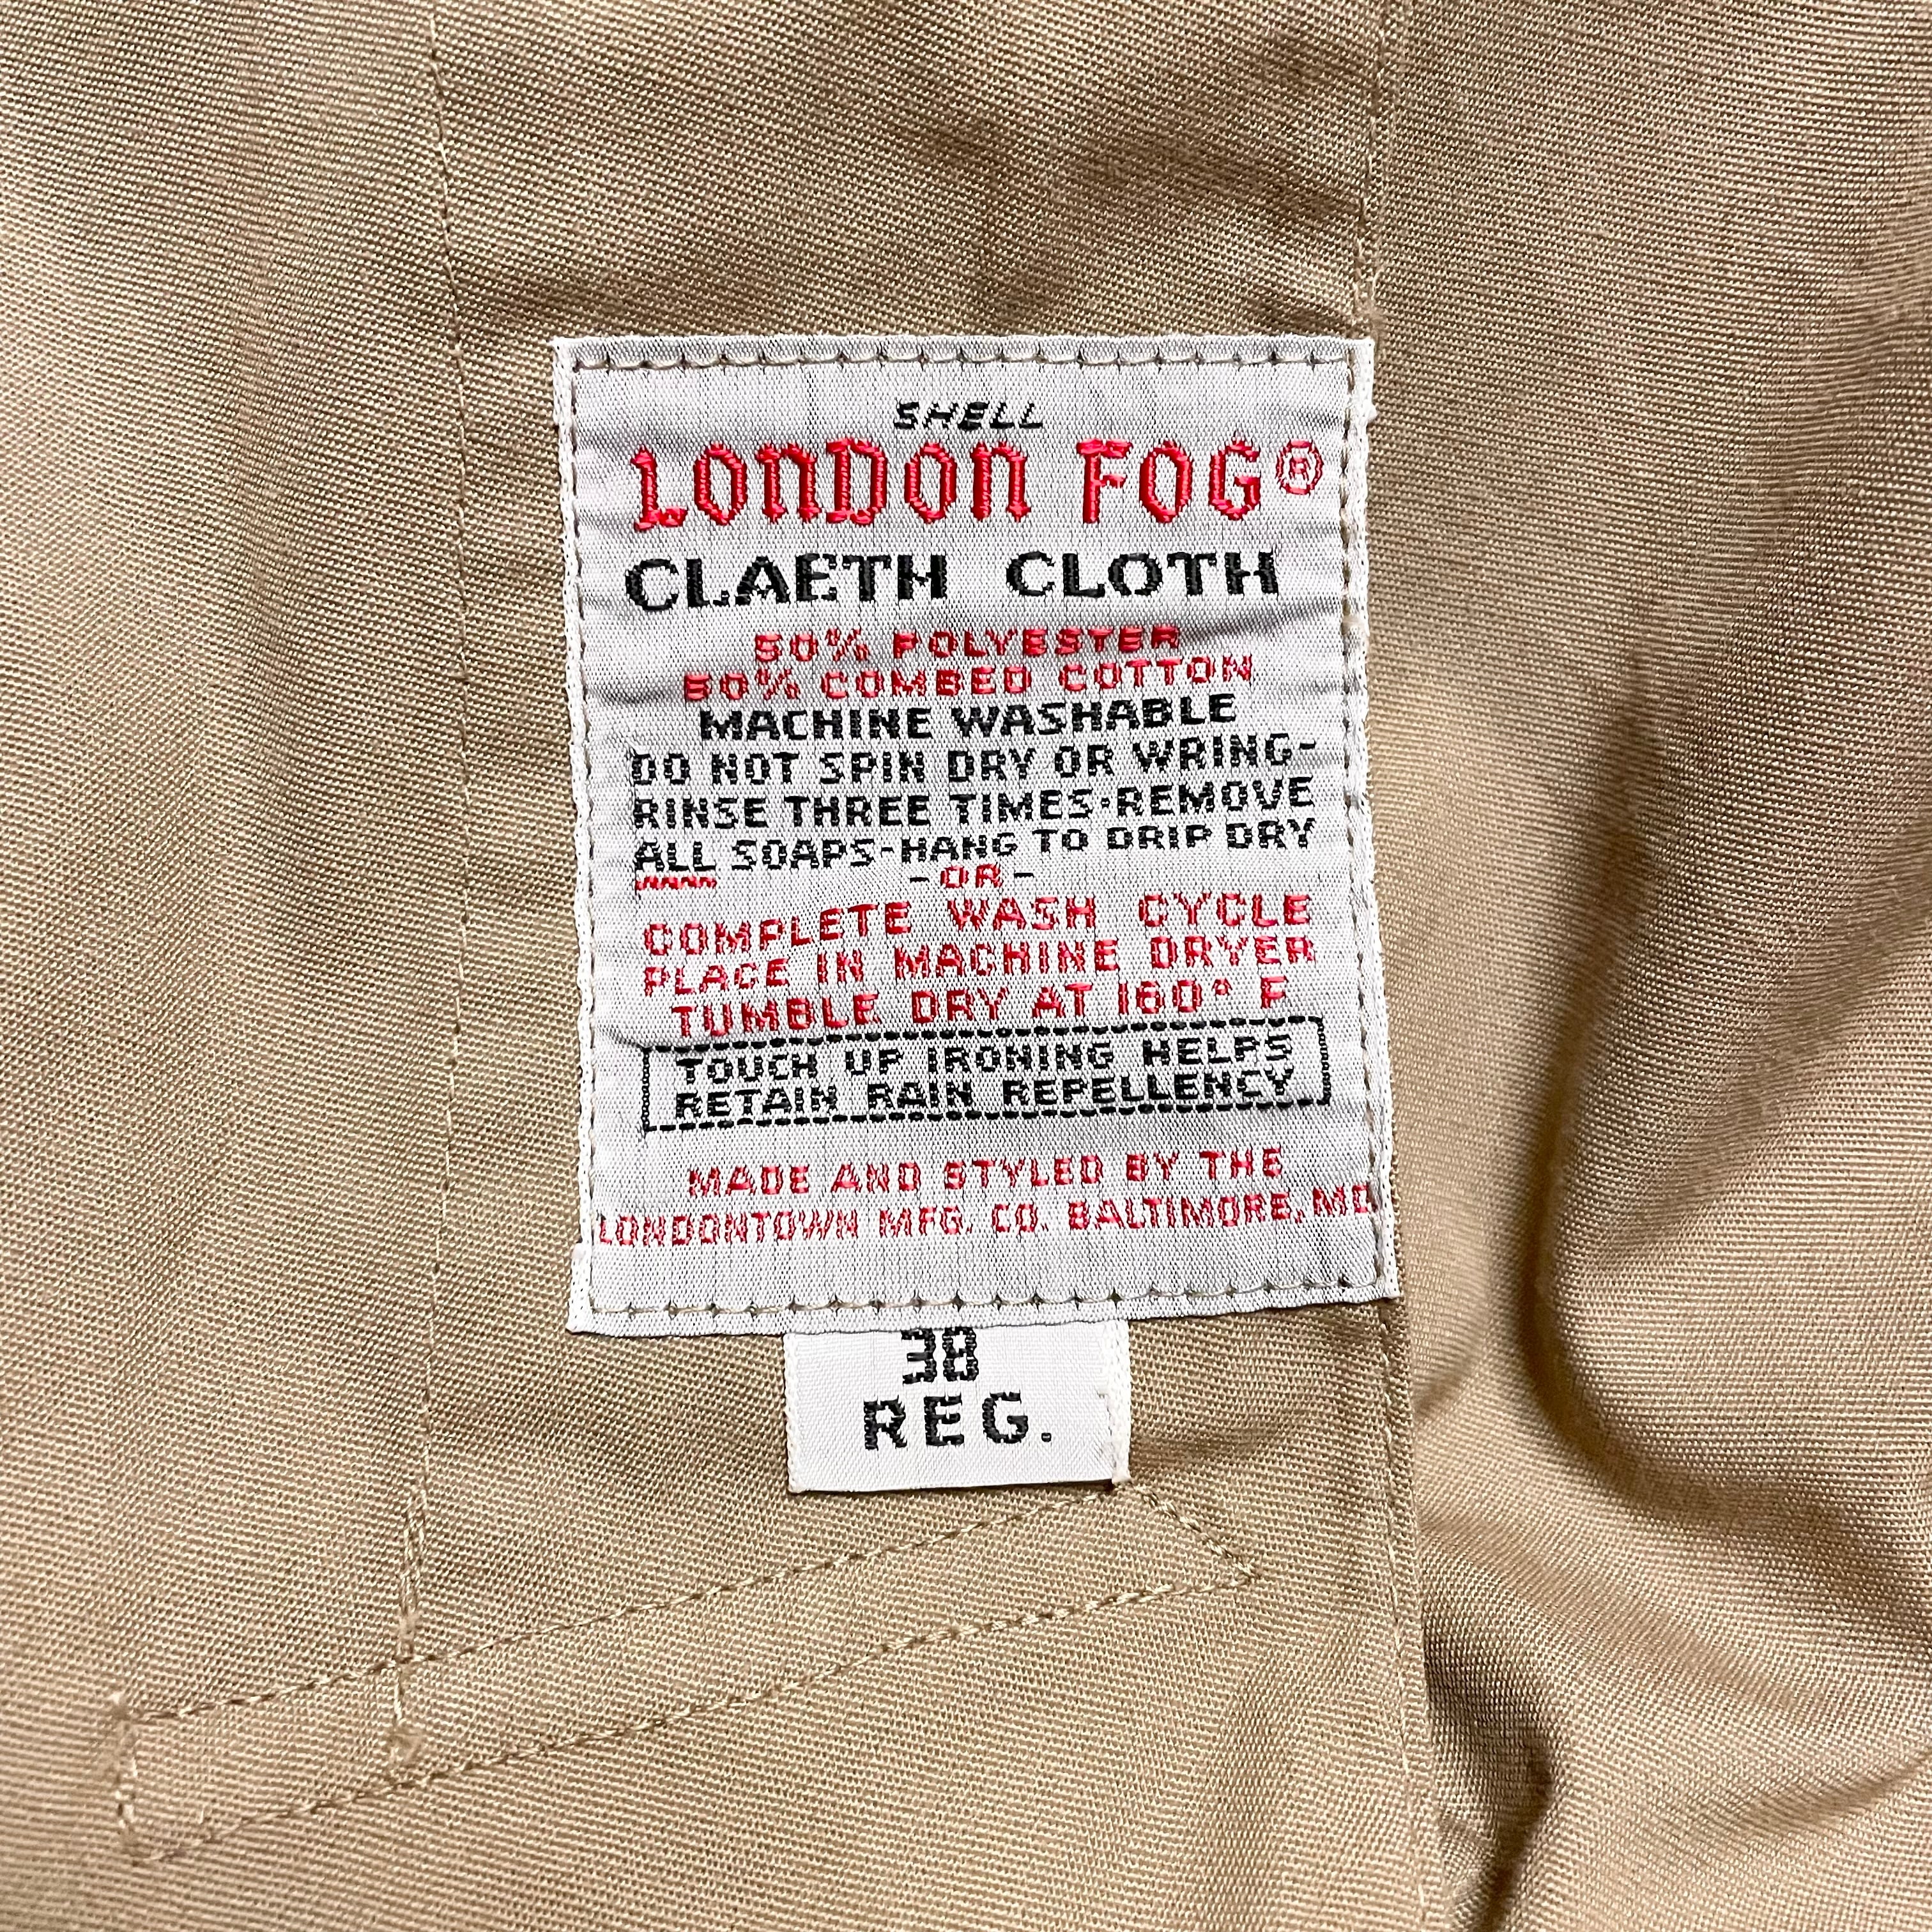 SHELL
LONDON FOG®
CLAETH CLOTH
50% POLYESTER
50% COMBED COTTON
MACHINE WASHABLE
DO NOT SPIN DRY OR WRING-
RINSE THREE TIMES-REMOVE
ALL SOAPS-HANG TO DRIP DRY
-OR-
COMPLETE WASH CYCLE
PLACE IN MACHINE DRYER
TUMBLE DRY AT 160° F
TOUCH UP IRONING HELPS
RETAIN RAIN REPELLENCY
MADE AND STYLED BY THE
LONDONTOWN MFG. CO. BALTIMORE, MD
38
REG.